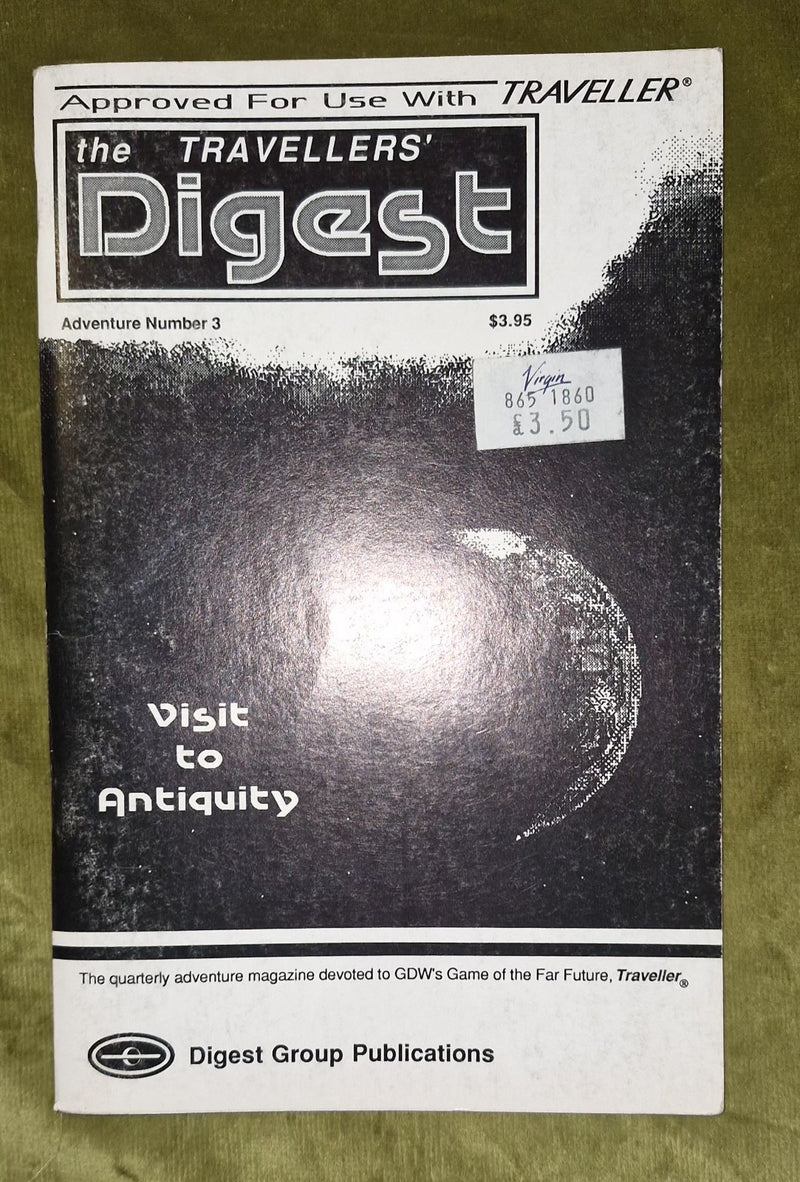 Approved For Use With TRAVELLER®
the TRAVELLERS'
Digest
Adventure Number 3
$3.95
Virgin
865 1860
£3.50
Visit
to
Antiquity
The quarterly adventure magazine devoted to GDW's Game of the Far Future, Traveller®
Digest Group Publications